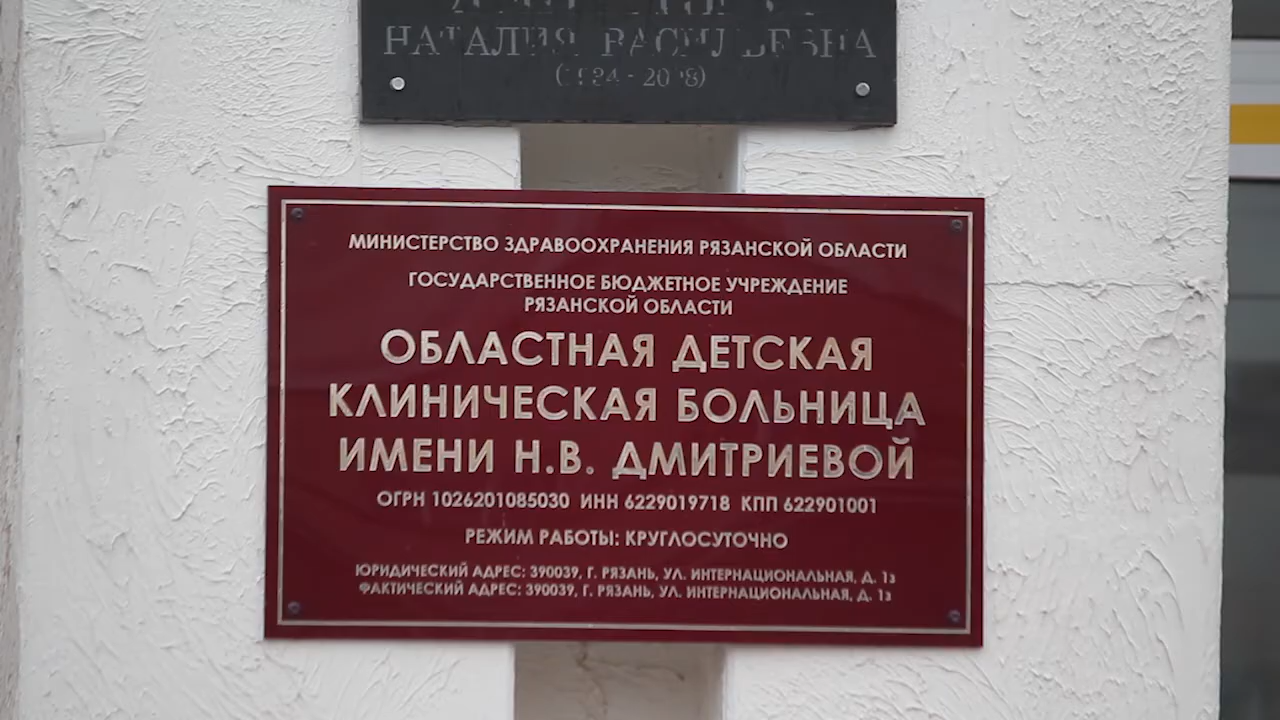 НАТАЛИЯ ВАСИЛЬЕВНА
МИНИСТЕРСТВО ЗДРАВООХРАНЕНИЯ РЯЗАНСКОЙ ОБЛАСТИ
ГОСУДАРСТВЕННОЕ БЮДЖЕТНОЕ УЧРЕЖДЕНИЕ
РЯЗАНСКОЙ ОБЛАСТИ
ОБЛАСТНАЯ ДЕТСКАЯ
КЛИНИЧЕСКАЯ БОЛЬНИЦА
ИМЕНИ Н.В. ДМИТРИЕВОЙ
ОГРН 1026201085030 ИНН 6229019718 КПП 622901001
РЕЖИМ РАБОТЫ: КРУГЛОСУТОЧНО
ЮРИДИЧЕСКИЙ АДРЕС: 390039, Г. РЯЗАНЬ, УЛ. ИНТЕРНАЦИОНАЛЬНАЯ, Д. 1з
ФАКТИЧЕСКИЙ АДРЕС: 390039, Г. РЯЗАНЬ, УЛ. ИНТЕРНАЦИОНАЛЬНАЯ, Д. 1з